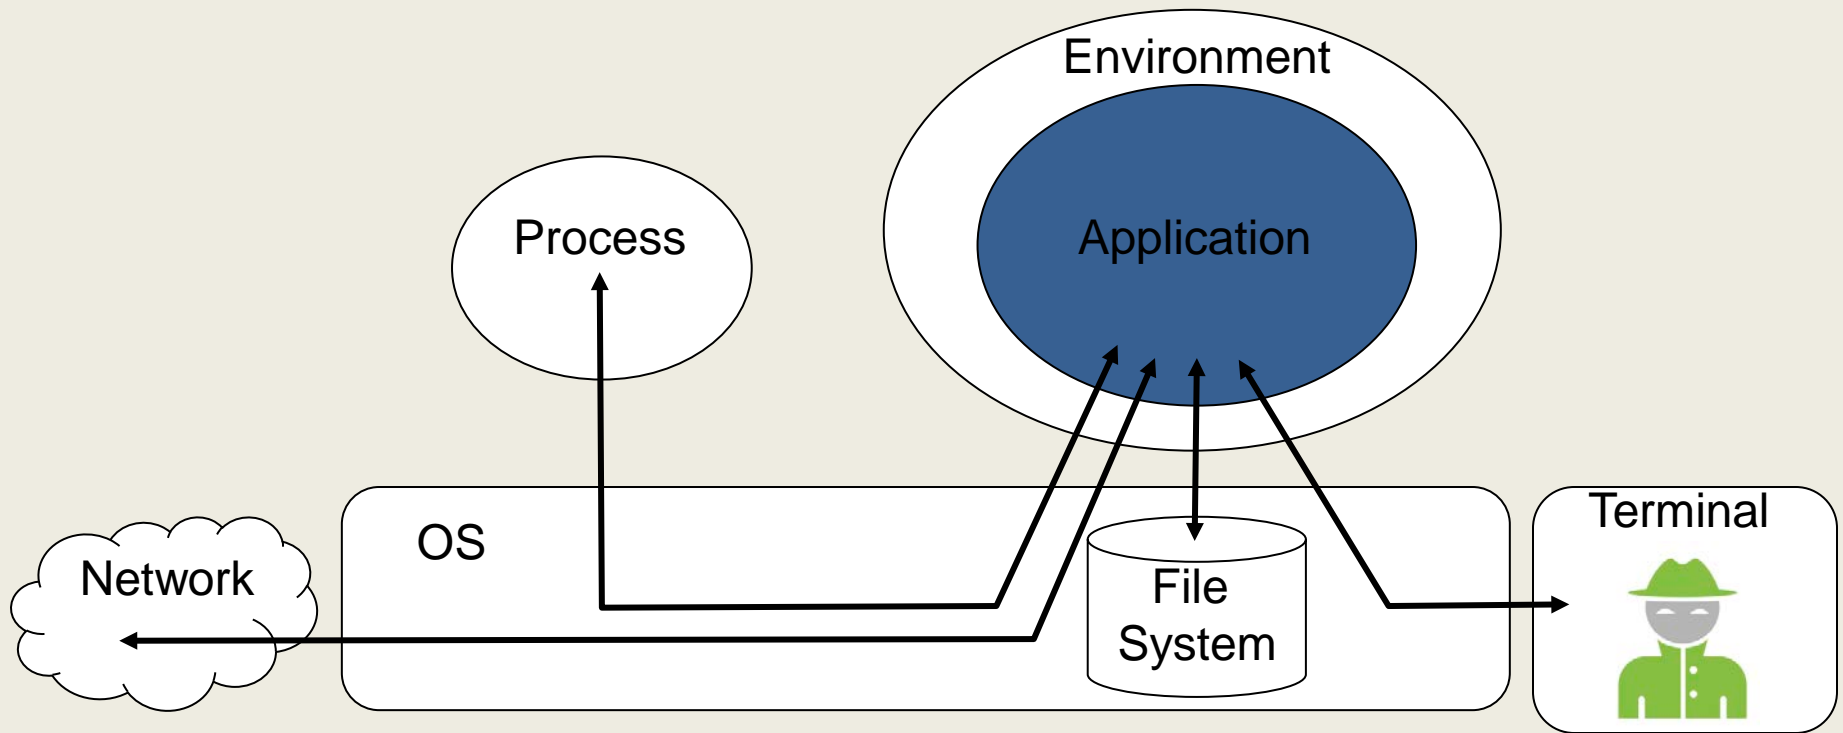 Environment
Process
Application
OS
Terminal
Network
File
System